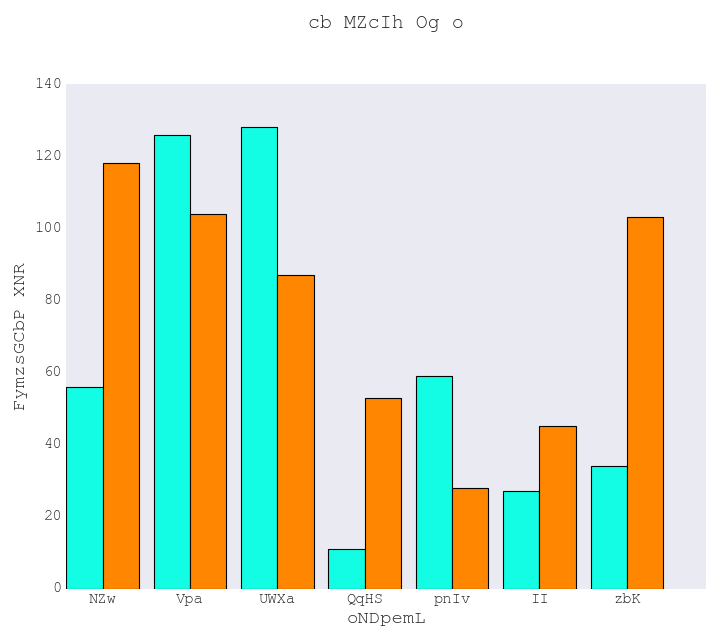 cb MZcIh Og o
140
120
100
80
60
40
20
0
FymzsGCbP XNR
NZw Vpa UWXa QqHS pnIv II zbK
oNDpemL